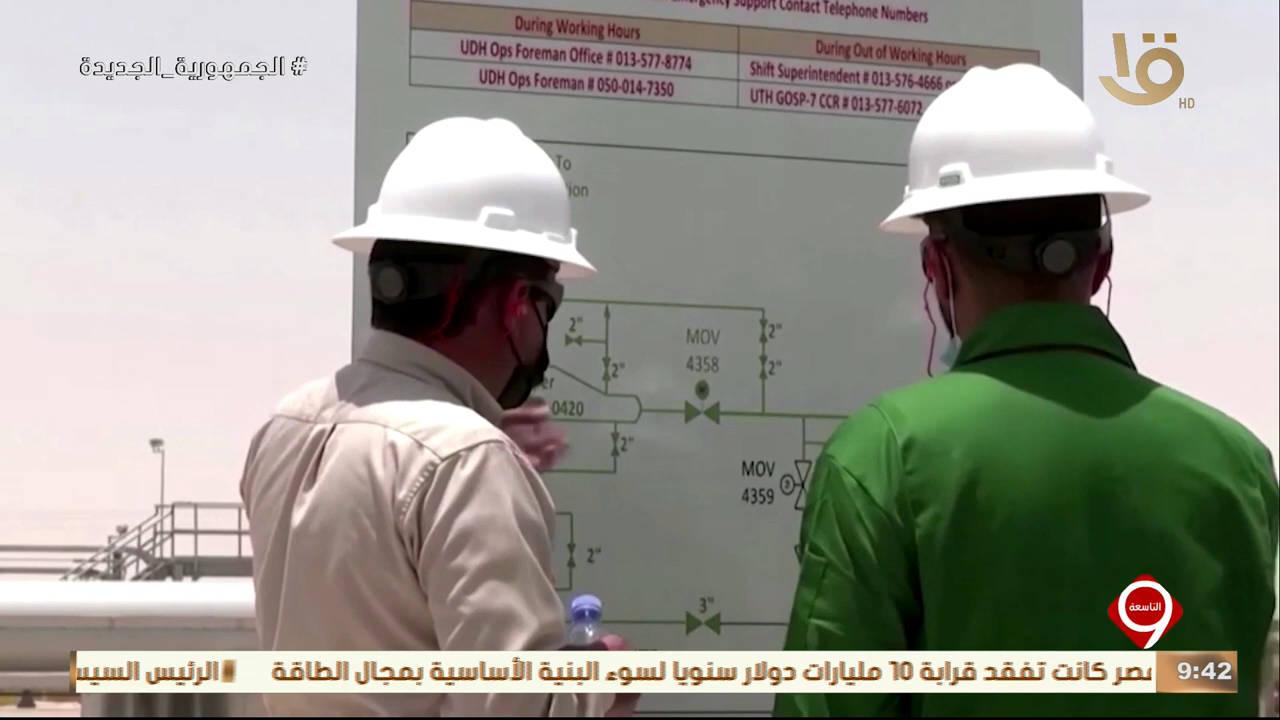 Emergency Support Contact Telephone Numbers
During Working Hours
During Out of Working Hours
UDH Ops Foreman Office # 013-577-8774
Shift Superintendent # 013-576-4666
UDH Ops Foreman # 050-014-7350
UTH GOSP-7 CCR # 013-577-6072
# الجمهورية_الجديدة
HD
To
2"
MOV
4358
2"
2"
2"
0420
2"
MOV
4359
2"
3"
التاسعة
9
مصر كانت تفقد قرابة 10 مليارات دولار سنويا لسوء البنية الأساسية بمجال الطاقة
الرئيس
9:42